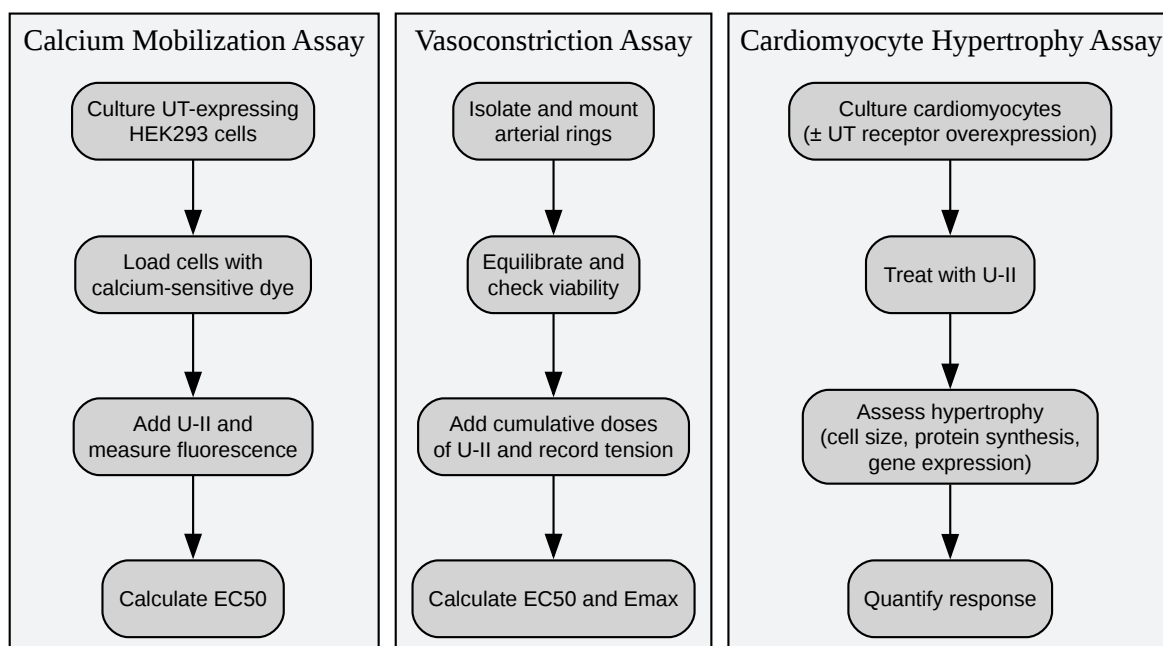 Calcium Mobilization Assay
Culture UT-expressing
HEK293 cells
Load cells with
calcium-sensitive dye
Add U-II and
measure fluorescence
Calculate EC50
Vasoconstriction Assay
Isolate and mount
arterial rings
Equilibrate and
check viability
Add cumulative doses
of U-II and record tension
Calculate EC50 and Emax
Cardiomyocyte Hypertrophy Assay
Culture cardiomyocytes
(± UT receptor overexpression)
Treat with U-II
Assess hypertrophy
(cell size, protein synthesis,
gene expression)
Quantify response